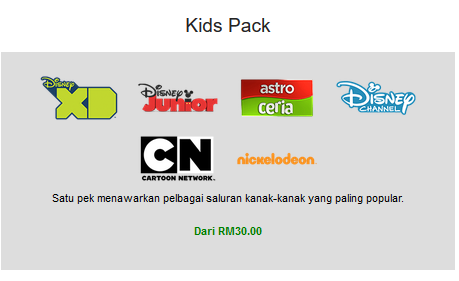 Kids Pack
Disney XD
Disney Junior
astro ceria
Disney CHANNEL
CN CARTOON NETWORK.
nickelodeon
Satu pek menawarkan pelbagai saluran kanak-kanak yang paling popular.
Dari RM30.00